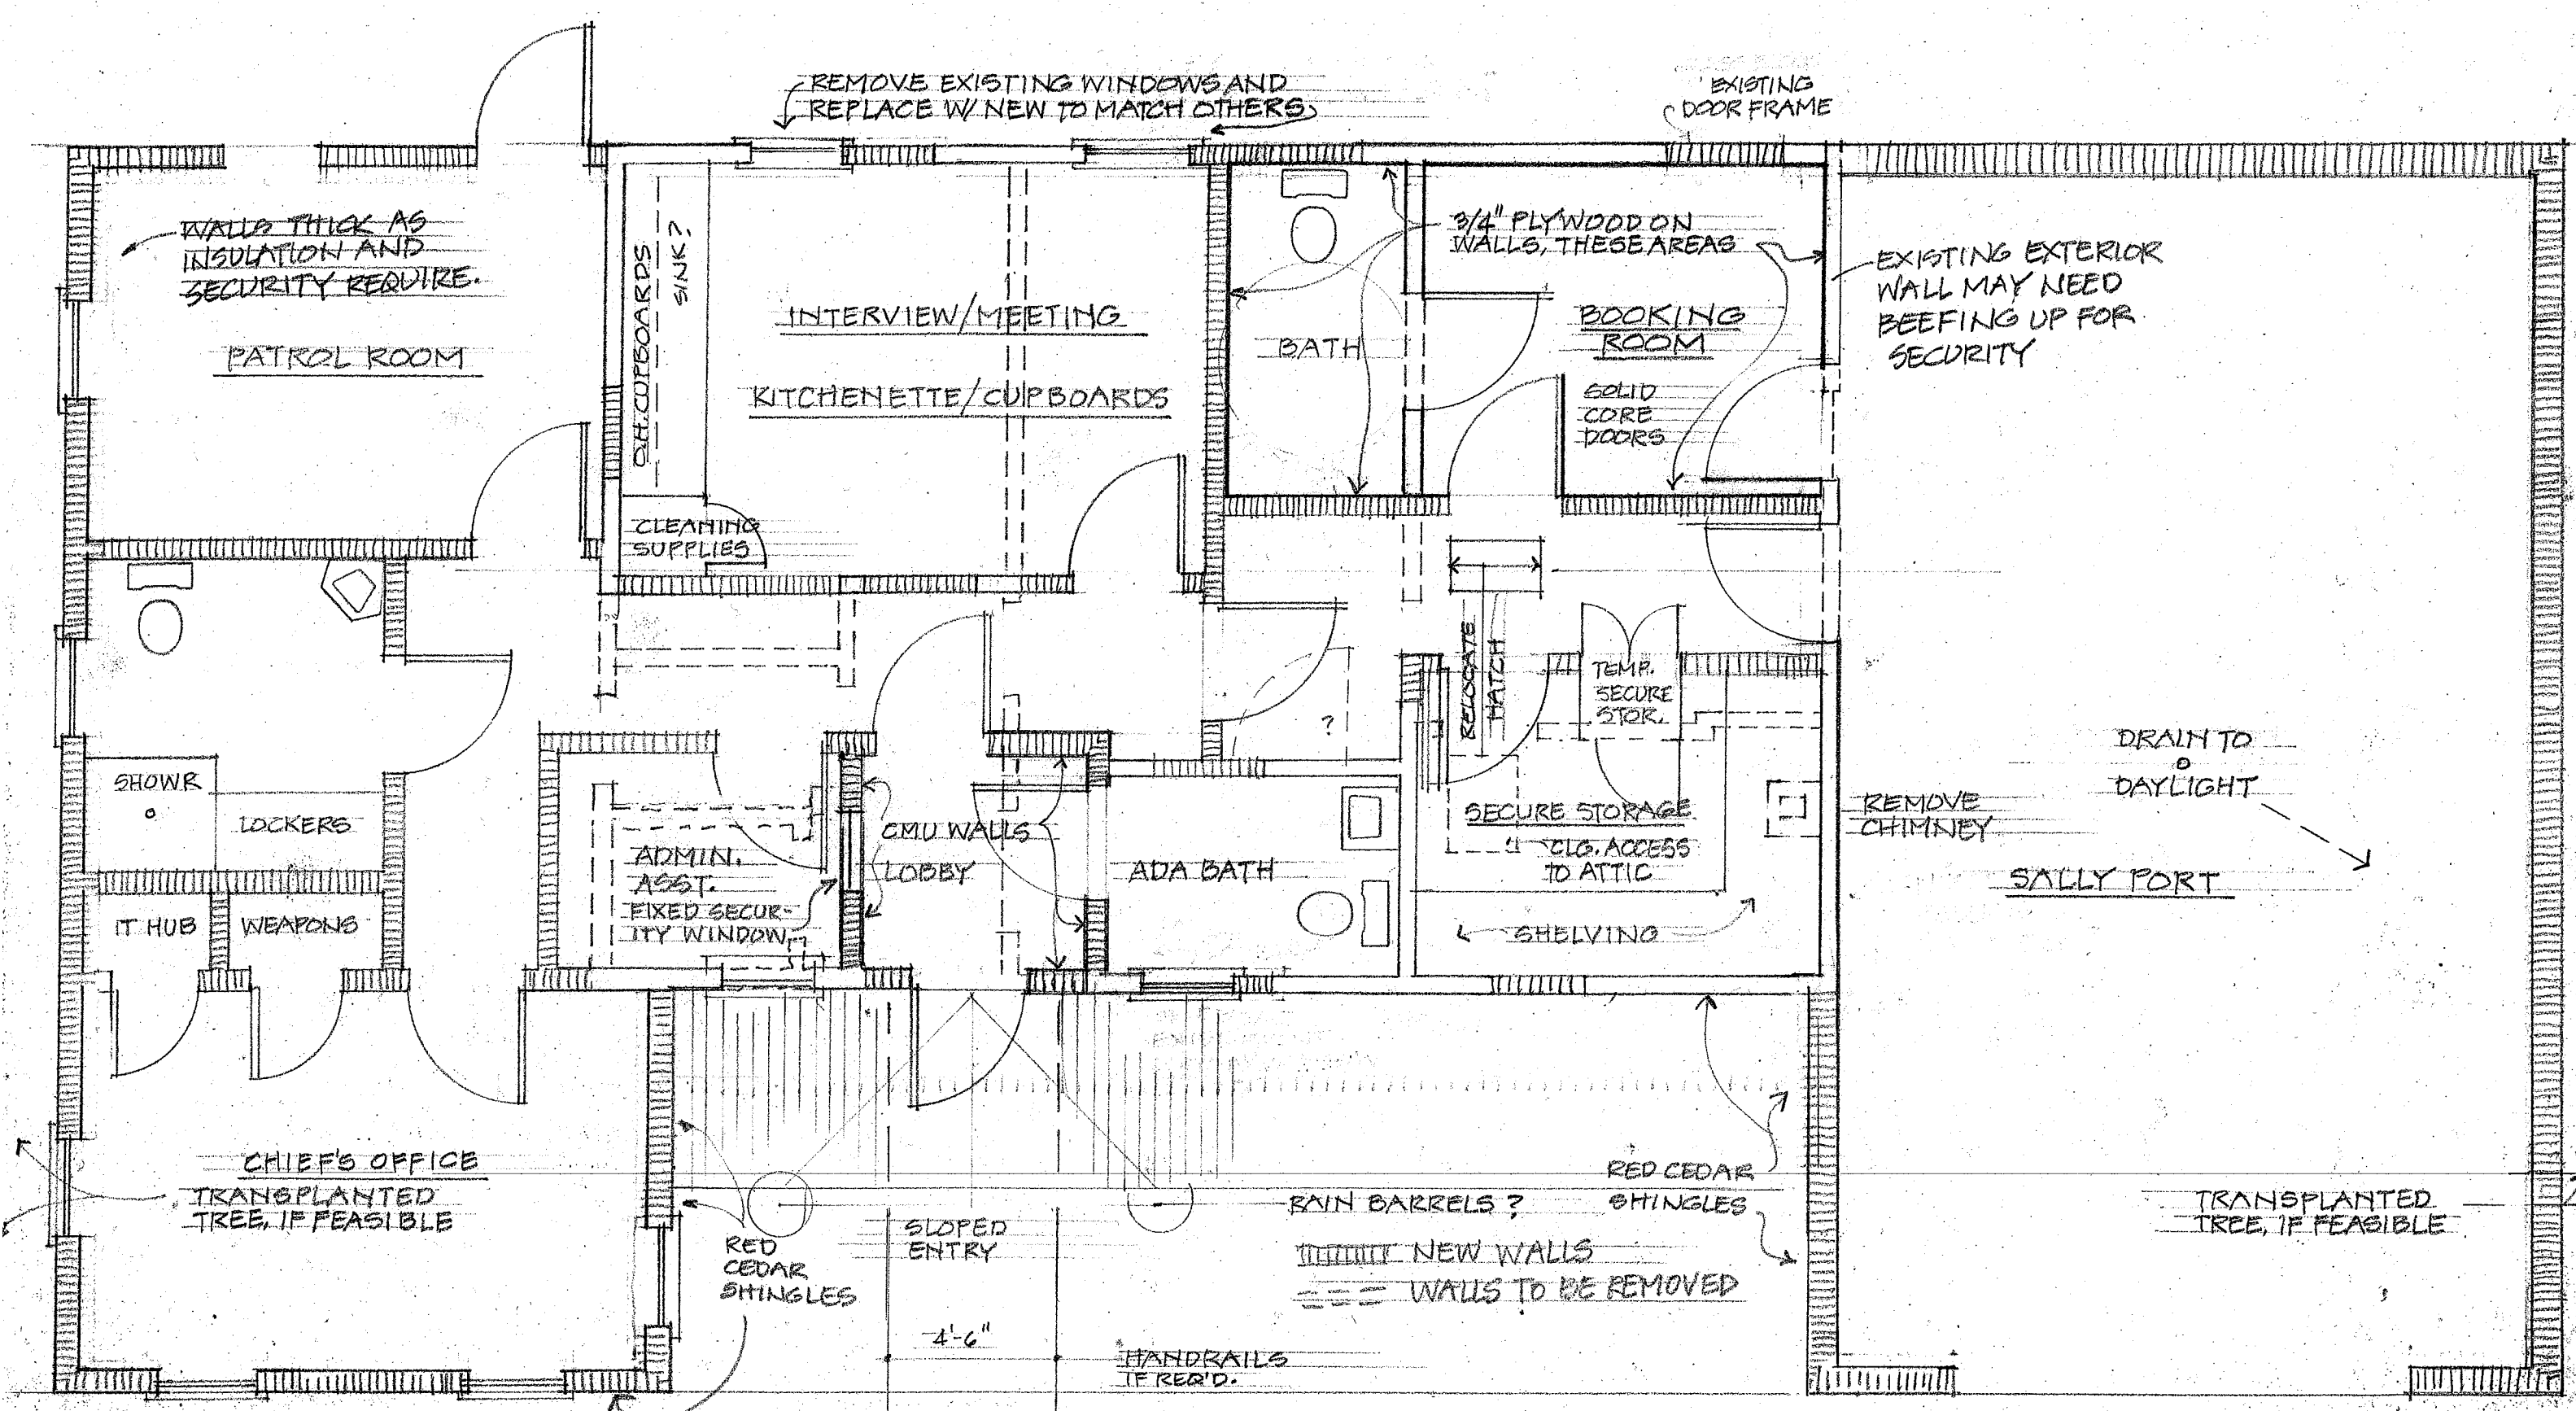 REMOVE EXISTING WINDOWS AND
REPLACE W/ NEW TO MATCH OTHERS
EXISTING
DOOR FRAME
WALLS THICK AS
INSULATION AND
SECURITY REQUIRE.
PATROL ROOM
O.H. CUPBOARDS
SINK?
INTERVIEW/MEETING
KITCHENETTE/CUPBOARDS
CLEANING
SUPPLIES
BATH
3/4" PLYWOOD ON
WALLS, THESE AREAS
BOOKING
ROOM
SOLID
CORE
DOORS
EXISTING EXTERIOR
WALL MAY NEED
BEEFING UP FOR
SECURITY
RELOCATE
HATCH
TEMP.
SECURE
STOR.
?
SHOWR
LOCKERS
IT HUB
WEAPONS
ADMIN.
ASST.
FIXED SECUR-
ITY WINDOW
CMU WALLS
LOBBY
ADA BATH
SECURE STORAGE
CLG. ACCESS
TO ATTIC
SHELVING
REMOVE
CHIMNEY
DRAIN TO
DAYLIGHT
SALLY PORT
CHIEF'S OFFICE
TRANSPLANTED
TREE, IF FEASIBLE
RED
CEDAR
SHINGLES
SLOPED
ENTRY
4'-6"
HANDRAILS
IF REQ'D.
RAIN BARRELS ?
RED CEDAR
SHINGLES
NEW WALLS
WALLS TO BE REMOVED
TRANSPLANTED
TREE, IF FEASIBLE